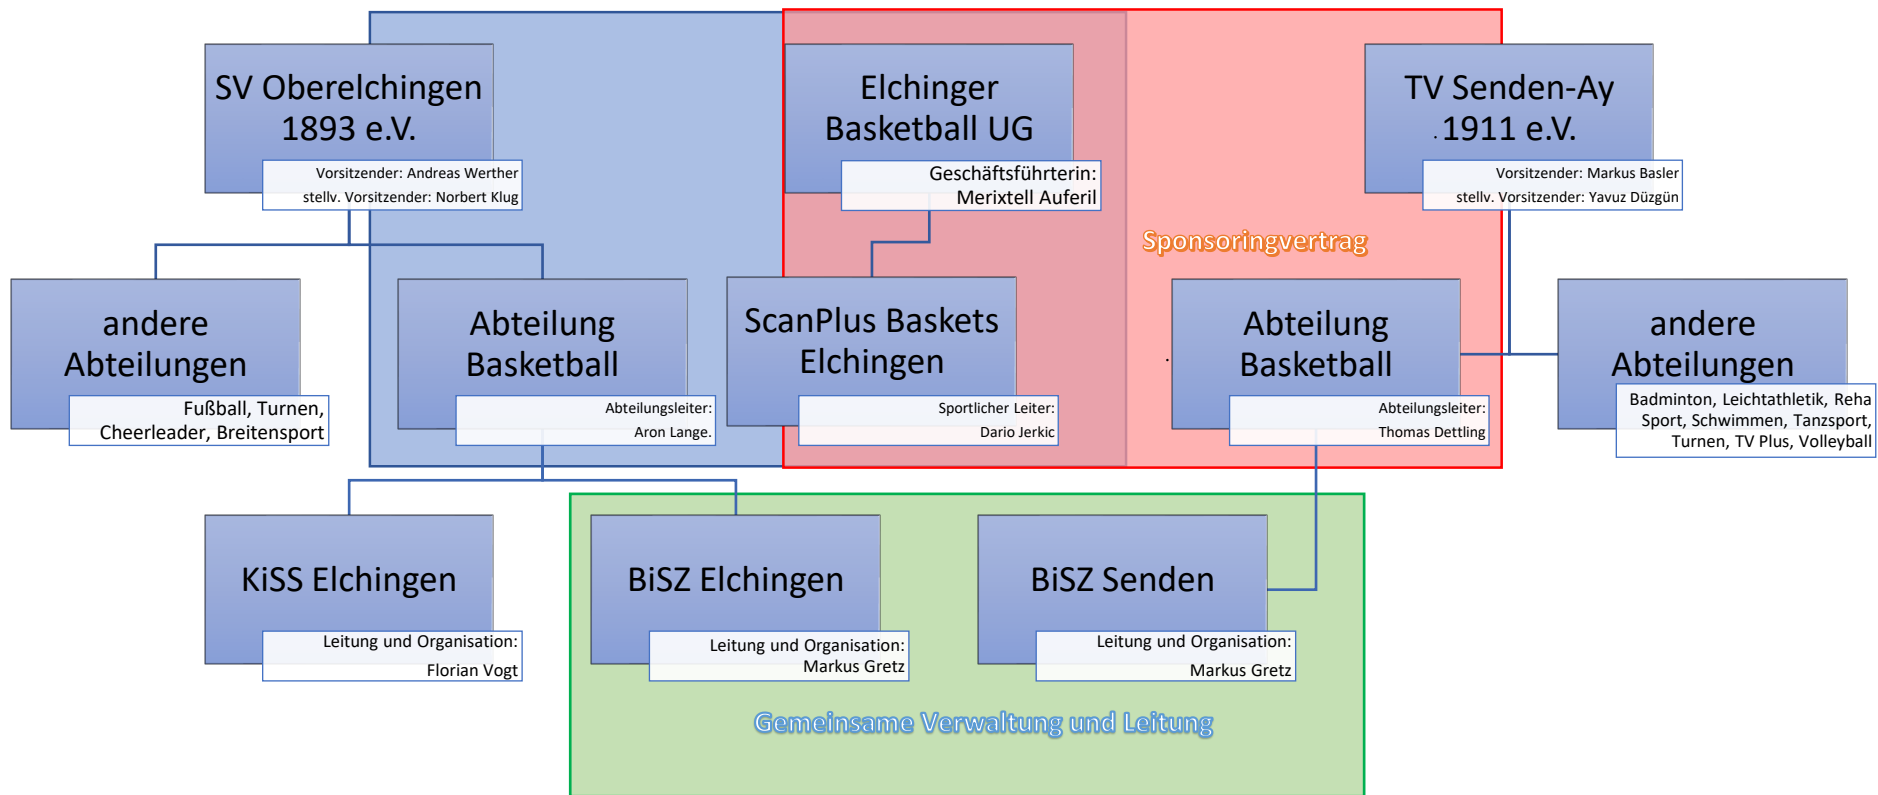 SV Oberelchingen
1893 e.V.
Vorsitzender: Andreas Werther
stellv. Vorsitzender: Norbert Klug
Elchinger
Basketball UG
Geschäftsführterin:
Merixtell Auferil
TV Senden-Ay
1911 e.V.
Vorsitzender: Markus Basler
stellv. Vorsitzender: Yavuz Düzgün
Sponsoringvertrag
andere
Abteilungen
Fußball, Turnen,
Cheerleader, Breitensport
Abteilung
Basketball
Abteilungsleiter:
Aron Lange.
ScanPlus Baskets
Elchingen
Sportlicher Leiter:
Dario Jerkic
Abteilung
Basketball
Abteilungsleiter:
Thomas Dettling
andere
Abteilungen
Badminton, Leichtathletik, Reha
Sport, Schwimmen, Tanzsport,
Turnen, TV Plus, Volleyball
KiSS Elchingen
Leitung und Organisation:
Florian Vogt
BiSZ Elchingen
Leitung und Organisation:
Markus Gretz
BiSZ Senden
Leitung und Organisation:
Markus Gretz
Gemeinsame Verwaltung und Leitung